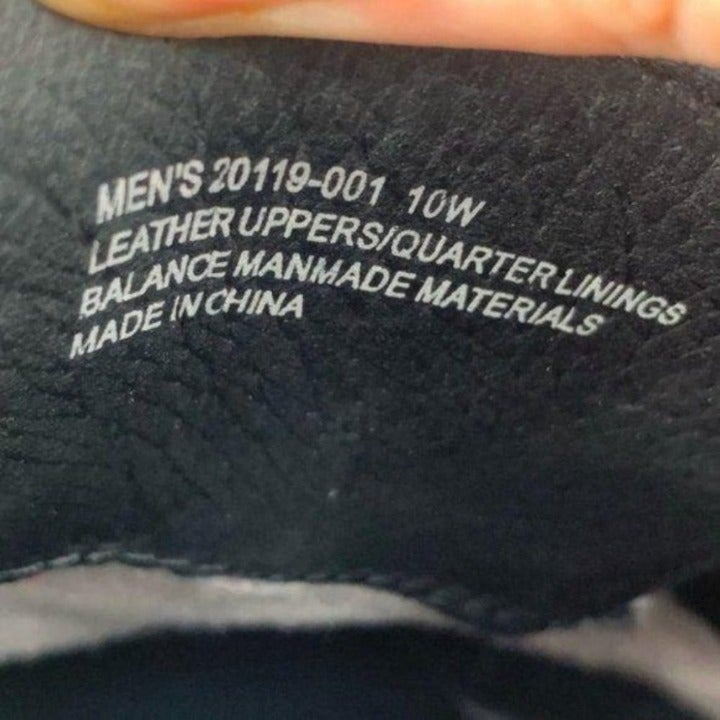 MEN'S 20119-001 10W
LEATHER UPPERS/QUARTER LININGS
BALANCE MANMADE MATERIALS
MADE IN CHINA